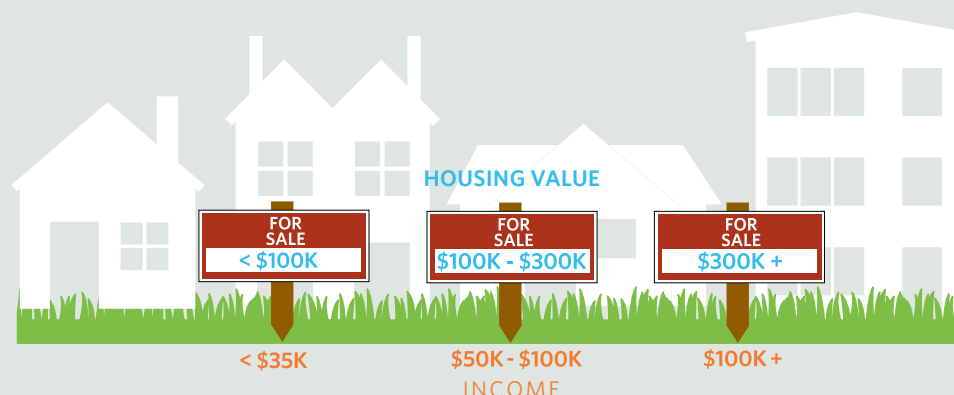 HOUSING VALUE
FOR
SALE
< $100K
FOR
SALE
$100K - $300K
FOR
SALE
$300K +
< $35K
$50K - $100K
$100K +
INCOME